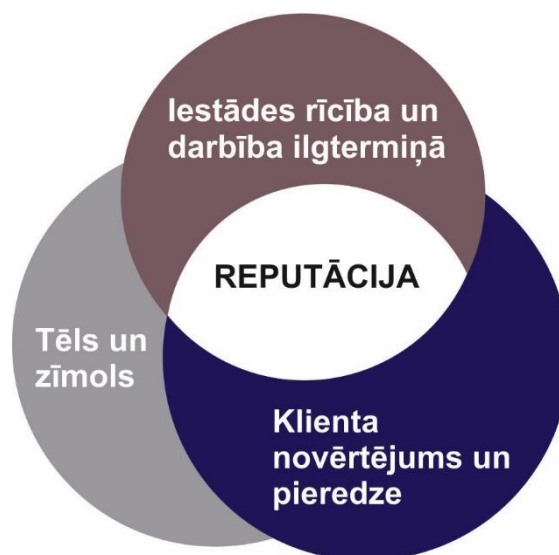 Iestādes rīcība un
darbība ilgtermiņā
REPUTĀCIJA
Tēls un
zīmols
Klienta
novērtējums un
pieredze